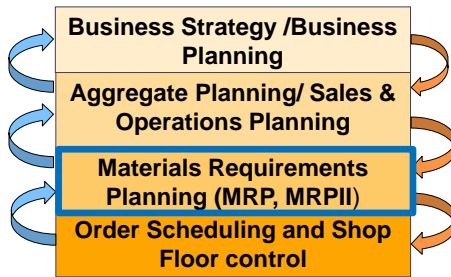 Business Strategy /Business
Planning
Aggregate Planning/ Sales &
Operations Planning
Materials Requirements
Planning (MRP, MRPII)
Order Scheduling and Shop
Floor control